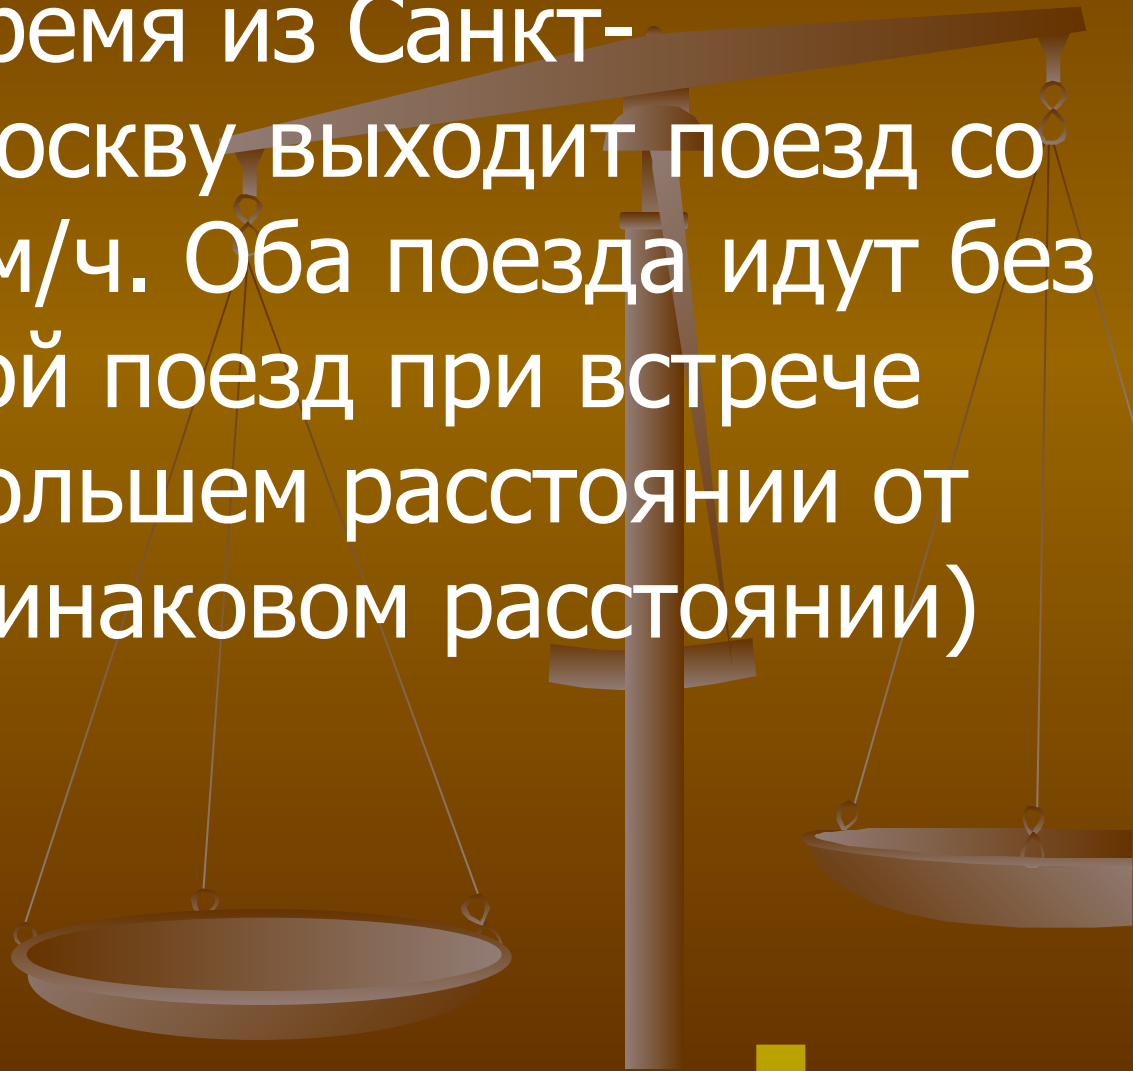 ремя из Санкт-
оскву выходит поезд со
м/ч. Оба поезда идут без
ой поезд при встрече
ольшем расстоянии от
инаковом расстоянии)